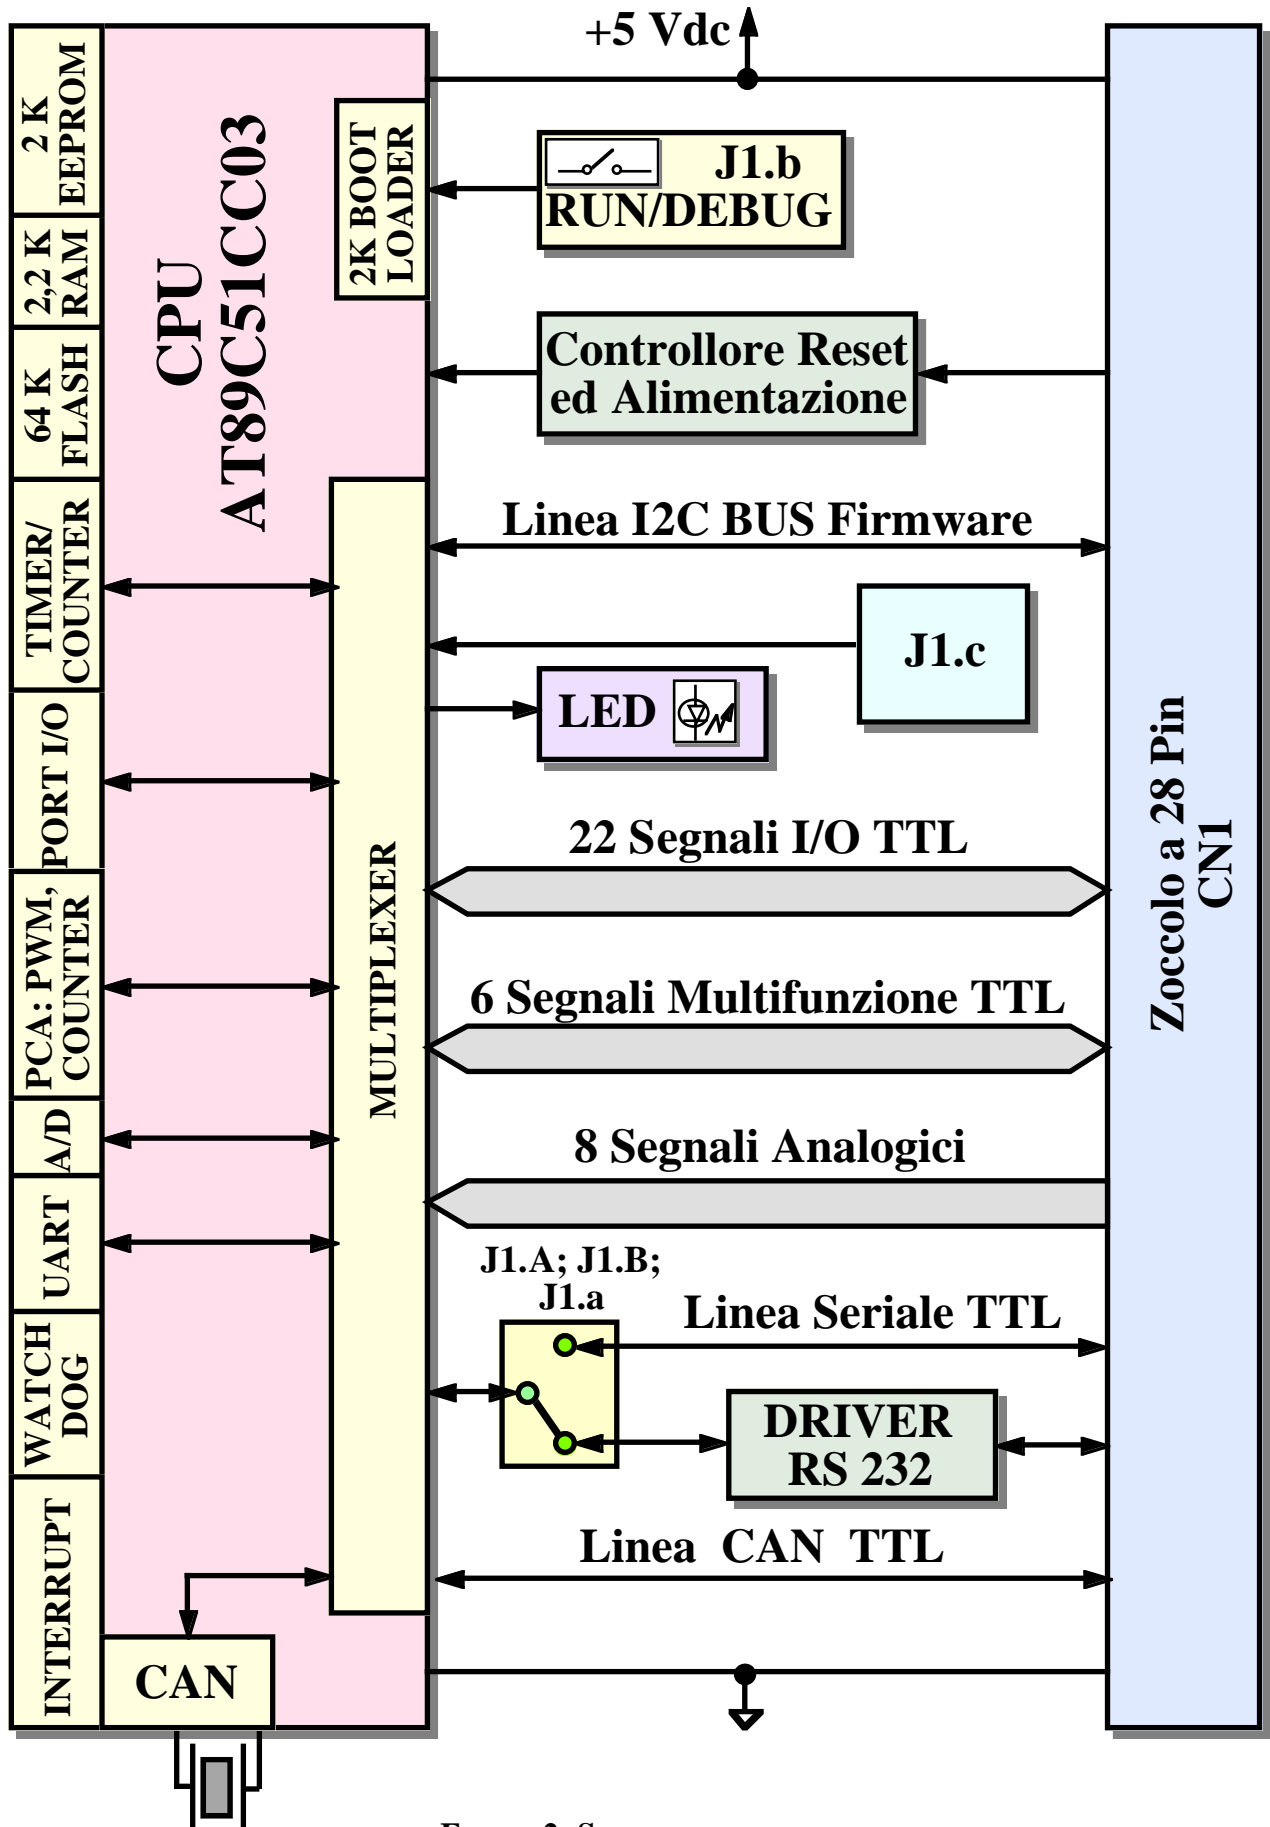 +5 Vdc
2 K
EEPROM
2,2 K
RAM
64 K
FLASH
TIMER/
COUNTER
PORT I/O
PCA: PWM,
COUNTER
A/D
UART
WATCH
DOG
INTERRUPT
CPU
AT89C51CC03
2K BOOT
LOADER
MULTIPLEXER
CAN
J1.b
RUN/DEBUG
Controllore Reset
ed Alimentazione
Linea I2C BUS Firmware
J1.c
LED
22 Segnali I/O TTL
6 Segnali Multifunzione TTL
8 Segnali Analogici
J1.A; J1.B;
J1.a
Linea Seriale TTL
DRIVER
RS 232
Linea CAN TTL
Zoccolo a 28 Pin
CN1